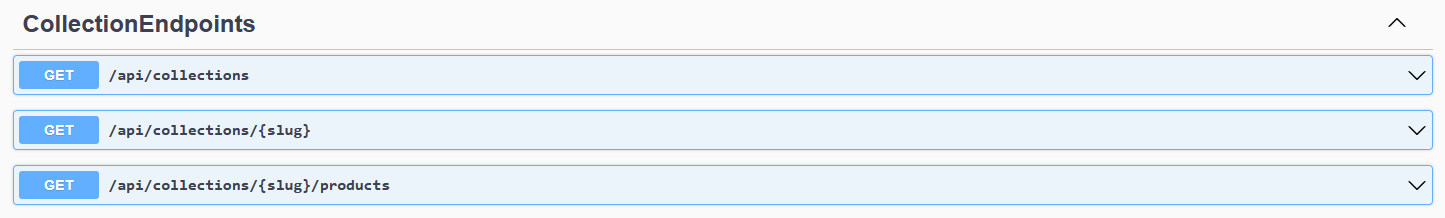 CollectionEndpoints
GET /api/collections
GET /api/collections/{slug}
GET /api/collections/{slug}/products